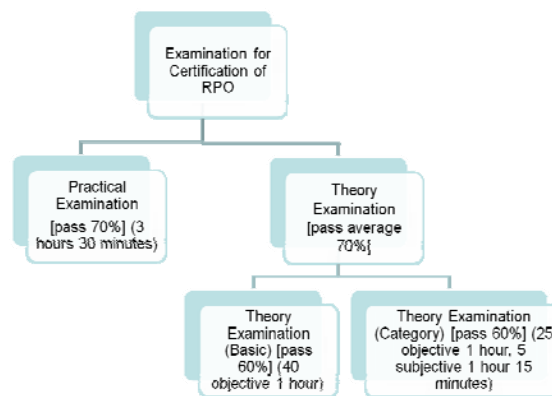 Examination for
Certification of
RPO
Practical
Examination
[pass 70%] (3
hours 30 minutes)
Theory
Examination
[pass average
70%]
Theory
Examination
(Basic) [pass
60%] (40
objective 1 hour)
Theory Examination
(Category) [pass 60%] (25
objective 1 hour, 5
subjective 1 hour 15
minutes)